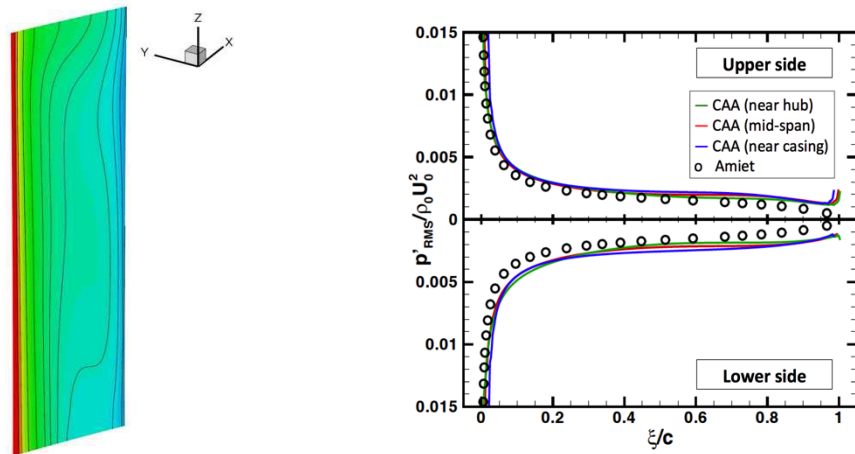 Z
Y
X
0.015
0.01
0.005
0
0.005
0.01
0.015
p'RMS/ρ0U0²
Upper side
CAA (near hub)
CAA (mid-span)
CAA (near casing)
Amiet
Lower side
0 0.2 0.4 0.6 0.8 1
ξ/c